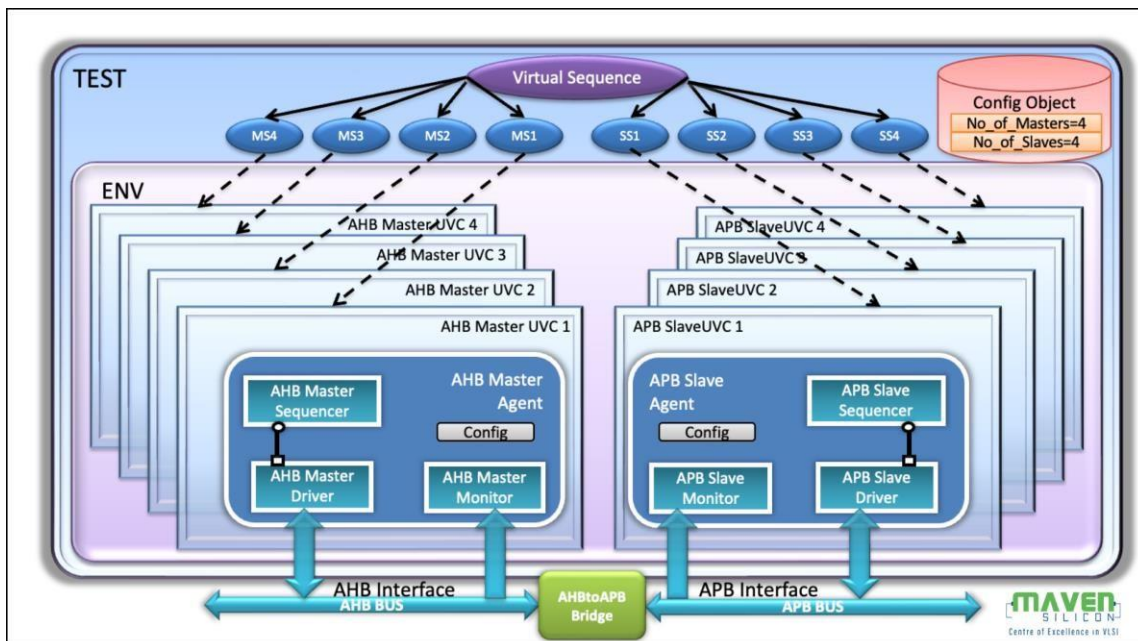 TEST
Virtual Sequence
Config Object
No_of_Masters=4
No_of_Slaves=4
MS4
MS3
MS2
MS1
SS1
SS2
SS3
SS4
ENV
AHB Master UVC 4
AHB Master UVC 3
AHB Master UVC 2
AHB Master UVC 1
APB SlaveUVC 4
APB SlaveUVC 3
APB SlaveUVC 2
APB SlaveUVC 1
AHB Master
Sequencer
AHB Master
Agent
Config
AHB Master
Driver
AHB Master
Monitor
APB Slave
Agent
Config
APB Slave
Sequencer
APB Slave
Monitor
APB Slave
Driver
AHB Interface
AHB BUS
AHBtoAPB
Bridge
APB Interface
APB BUS
MAVEN
SILICON
Centre of Excellence in VLSI